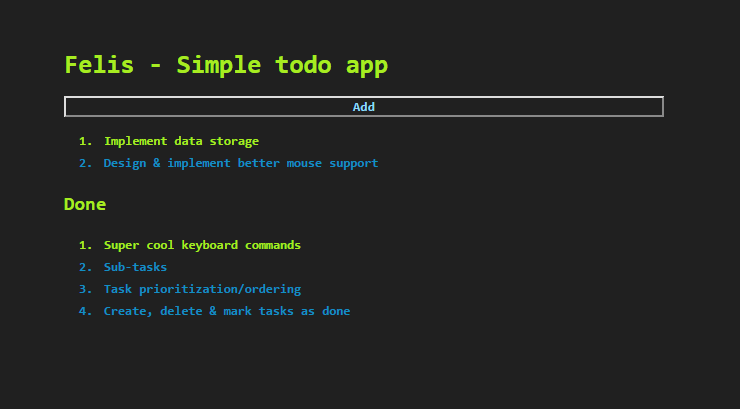 Felis - Simple todo app
Add
1. Implement data storage
2. Design & implement better mouse support
Done
1. Super cool keyboard commands
2. Sub-tasks
3. Task prioritization/ordering
4. Create, delete & mark tasks as done